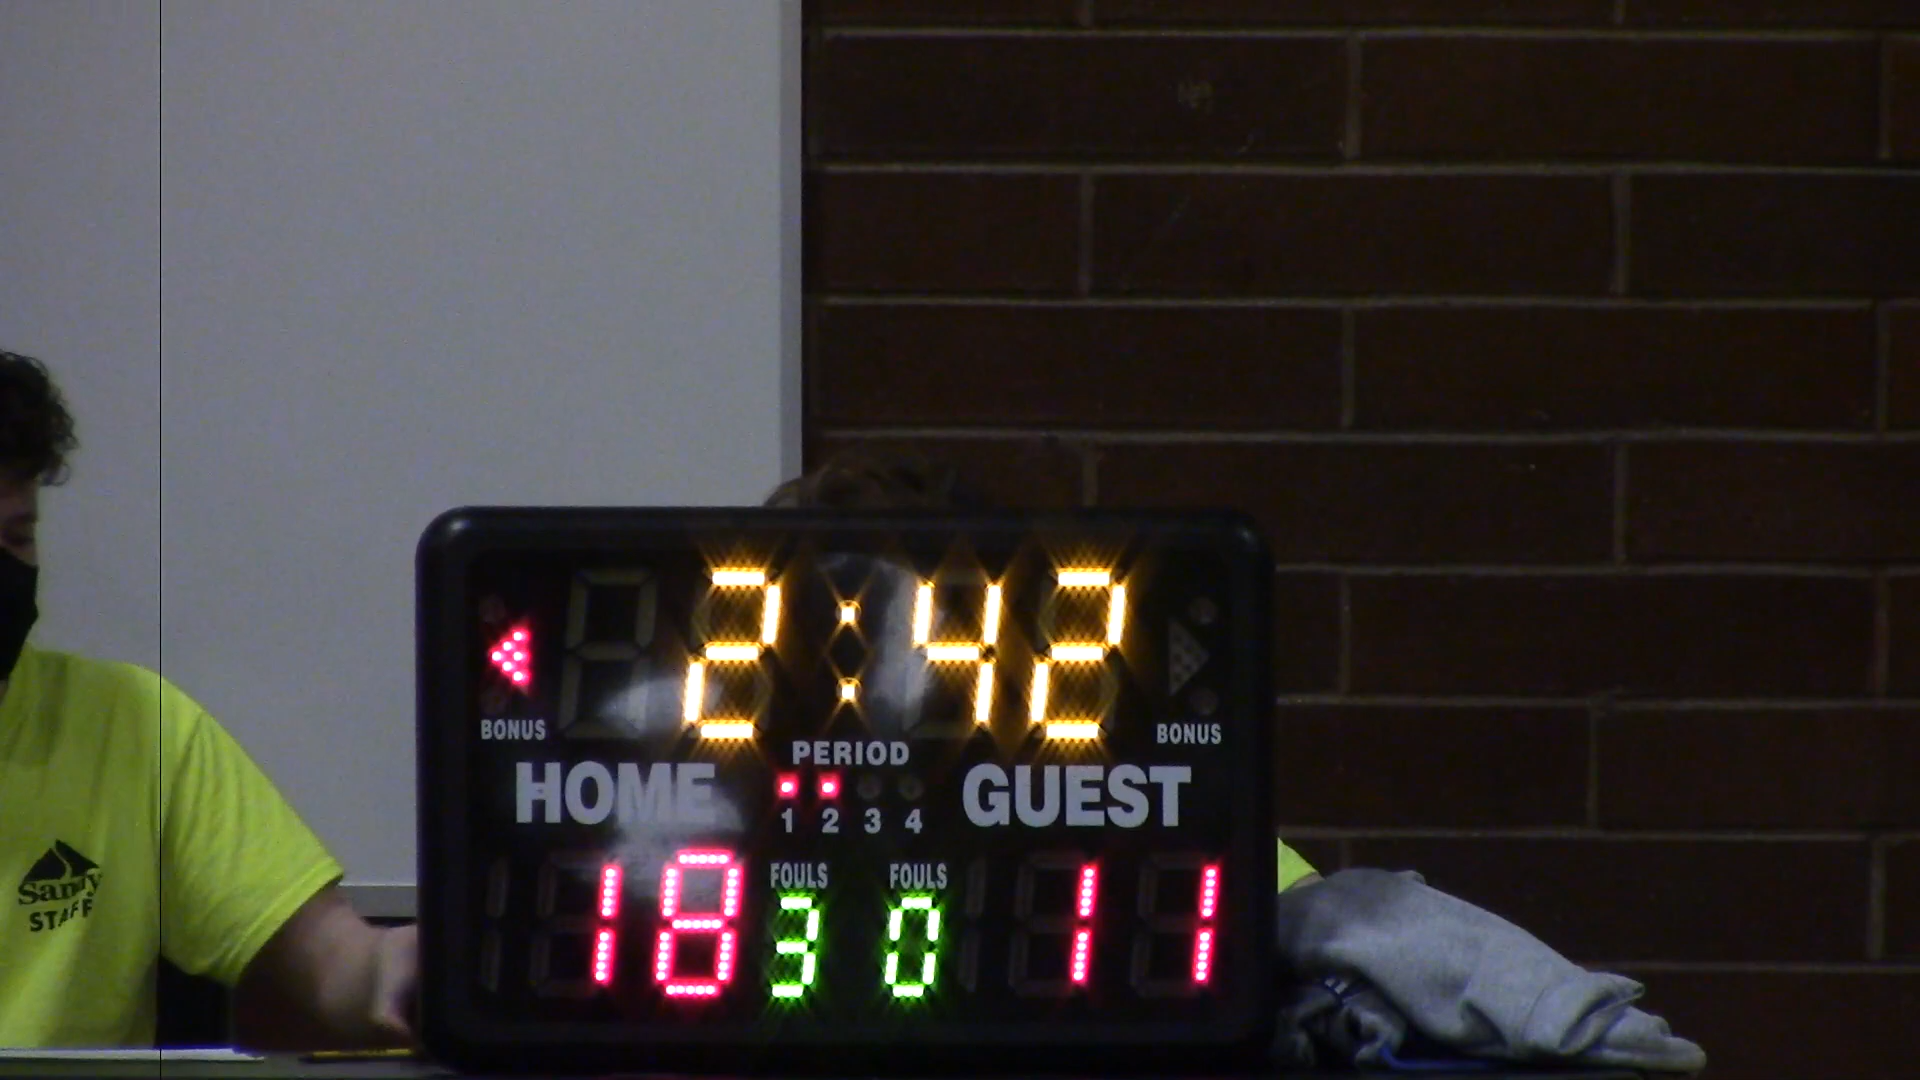 2:42
BONUS
BONUS
PERIOD
HOME
GUEST
1 2 3 4
FOULS
FOULS
18
3
0
11
Sandy
STAFF